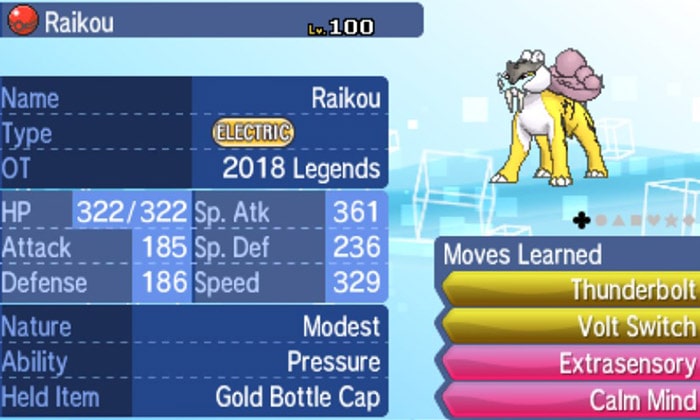 Raikou Lv.100
Name Raikou
Type ELECTRIC
OT 2018 Legends
HP 322/322 Sp. Atk 361
Attack 185 Sp. Def 236
Defense 186 Speed 329
Nature Modest
Ability Pressure
Held Item Gold Bottle Cap
Moves Learned
Thunderbolt
Volt Switch
Extrasensory
Calm Mind